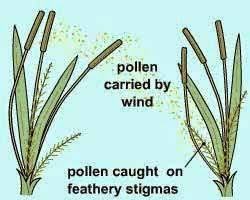 pollen
carried by
wind
pollen caught on
feathery stigmas